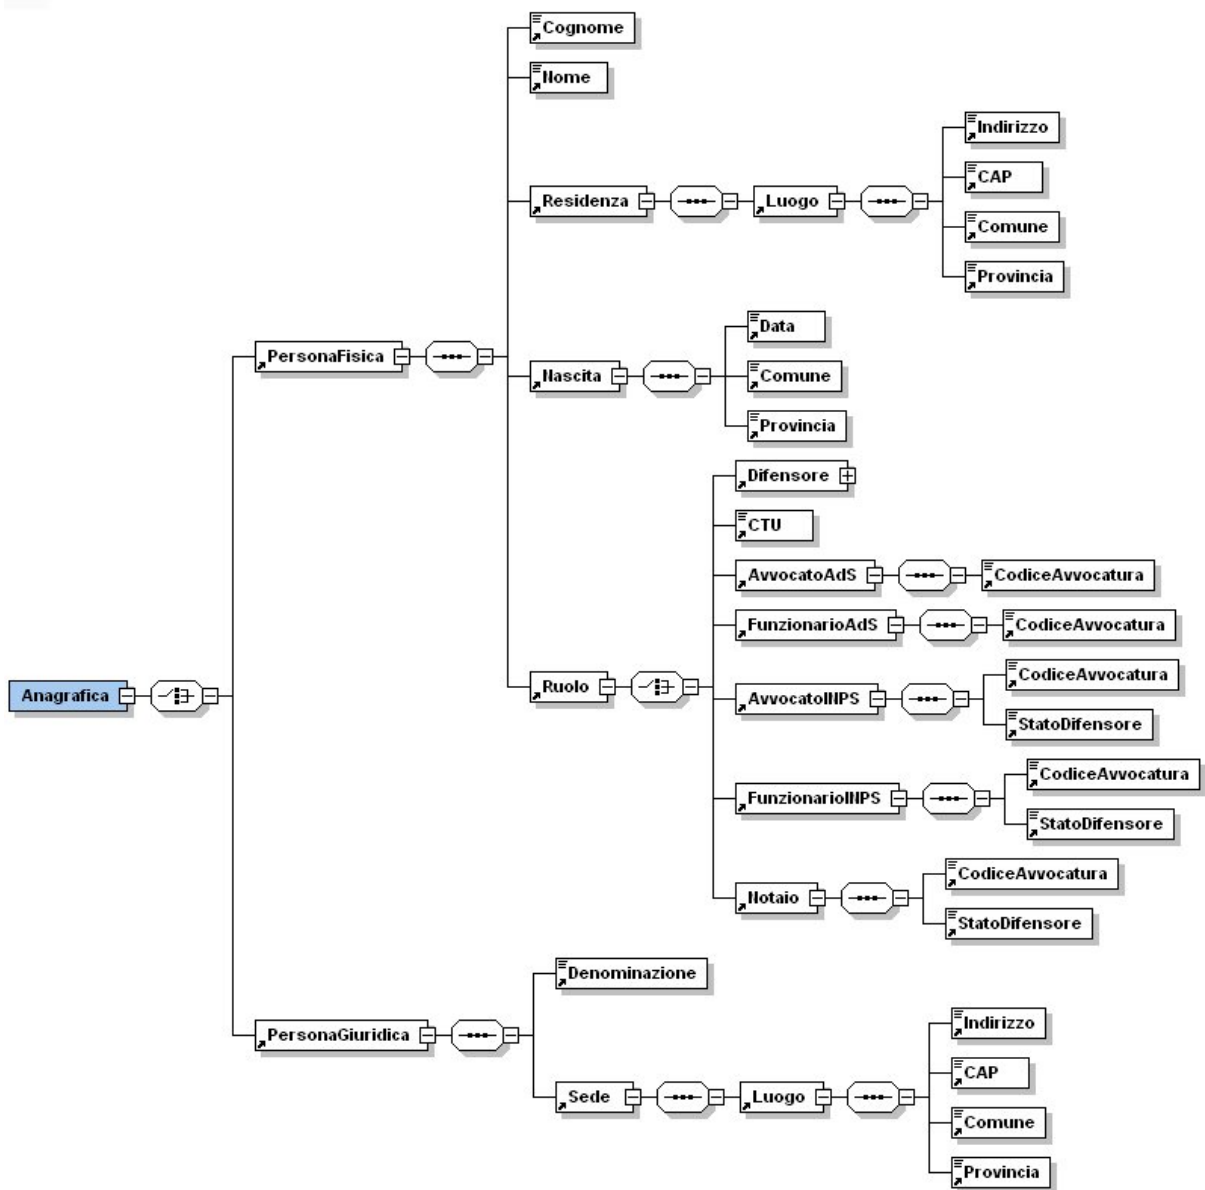 Cognome
Nome
Indirizzo
CAP
Residenza
Luogo
Comune
Provincia
Data
PersonaFisica
Nascita
Comune
Provincia
Difensore
CTU
AvvocatoAdS
CodiceAvvocatura
FunzionarioAdS
CodiceAvvocatura
Anagrafica
Ruolo
AvvocatoINPS
CodiceAvvocatura
StatoDifensore
FunzionarioINPS
CodiceAvvocatura
StatoDifensore
Notaio
CodiceAvvocatura
StatoDifensore
Denominazione
PersonaGiuridica
Indirizzo
CAP
Sede
Luogo
Comune
Provincia